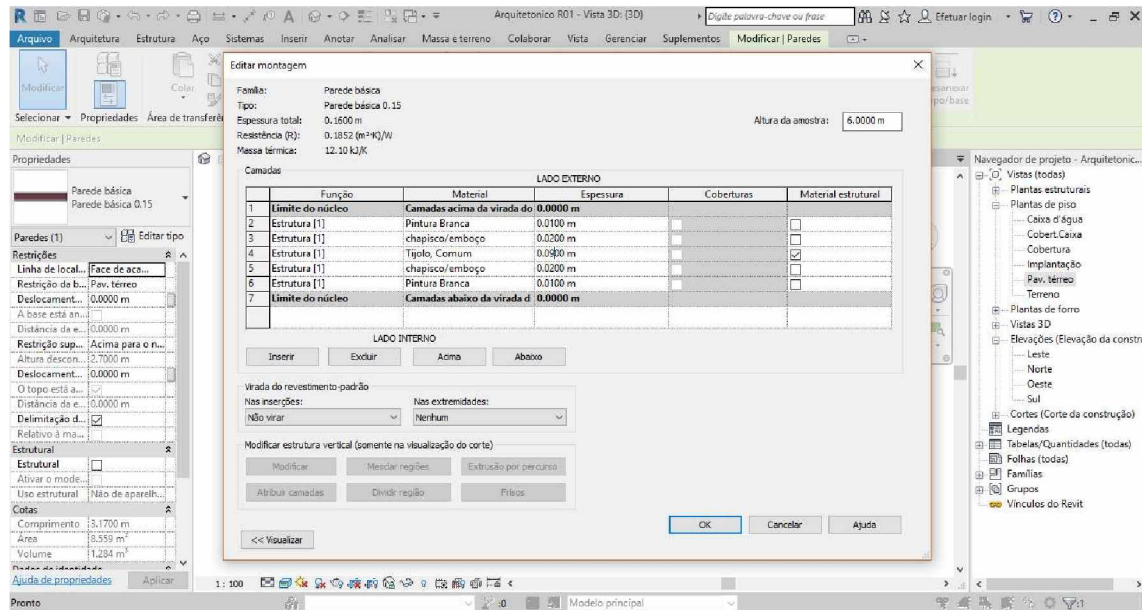 Arquitetonico R01 - Vista 3D: {3D}
Digite palavra-chave ou frase
Efetuar login
Arquivo Arquitetura Estrutura Aço Sistemas Inserir Anotar Analisar Massa e terreno Colaborar Vista Gerenciar Suplementos Modificar | Paredes
Modificar
Colar
Selecionar Propriedades Área de transferê
Modificar | Paredes
Propriedades
Parede básica
Parede básica 0.15
Paredes (1) Editar tipo
Restrições
Linha de local... Face de aca...
Restrição da b... Pav. térreo
Deslocament... 0.0000 m
A base está an...
Distância da e... 0.0000 m
Restrição sup... Acima para o n...
Altura descon... 2.7000 m
Deslocament... 0.0000 m
O topo está a...
Distância da e... 0.0000 m
Delimitação d...
Relativo à ma...
Estrutural
Estrutural
Ativar o mode...
Uso estrutural Não de aparelh...
Cotas
Comprimento 3.1700 m
Área 8.559 m²
Volume 1.284 m³
Dados de identidade
Ajuda de propriedades Aplicar
Pronto
Editar montagem
Família: Parede básica
Tipo: Parede básica 0.15
Espessura total: 0.1600 m
Resistência (R): 0.1852 (m²·K)/W
Massa térmica: 12.10 kJ/K
Altura da amostra: 6.0000 m
Camadas
LADO EXTERNO
Função Material Espessura Coberturas Material estrutural
1 Limite do núcleo Camadas acima da virada do 0.0000 m
2 Estrutura [1] Pintura Branca 0.0100 m
3 Estrutura [1] chapisco/emboço 0.0200 m
4 Estrutura [1] Tijolo, Comum 0.0900 m
5 Estrutura [1] chapisco/emboço 0.0200 m
6 Estrutura [1] Pintura Branca 0.0100 m
7 Limite do núcleo Camadas abaixo da virada d 0.0000 m
LADO INTERNO
Inserir Excluir Acima Abaixo
Virada do revestimento-padrão
Nas inserções: Nas extremidades:
Não virar Nenhum
Modificar estrutura vertical (somente na visualização do corte)
Modificar Mesclar regiões Extrusão por percurso
Atribuir camadas Dividir região Frisos
OK Cancelar Ajuda
<< Visualizar
1 : 100
:0 Modelo principal
Navegador de projeto - Arquitetonic...
Vistas (todas)
Plantas estruturais
Plantas de piso
Caixa d'água
Cobert.Caixa
Cobertura
Implantação
Pav. térreo
Terreno
Plantas de forro
Vistas 3D
Elevações (Elevação da constr
Leste
Norte
Oeste
Sul
Cortes (Corte da construção)
Legendas
Tabelas/Quantidades (todas)
Folhas (todas)
Famílias
Grupos
Vínculos do Revit
:1